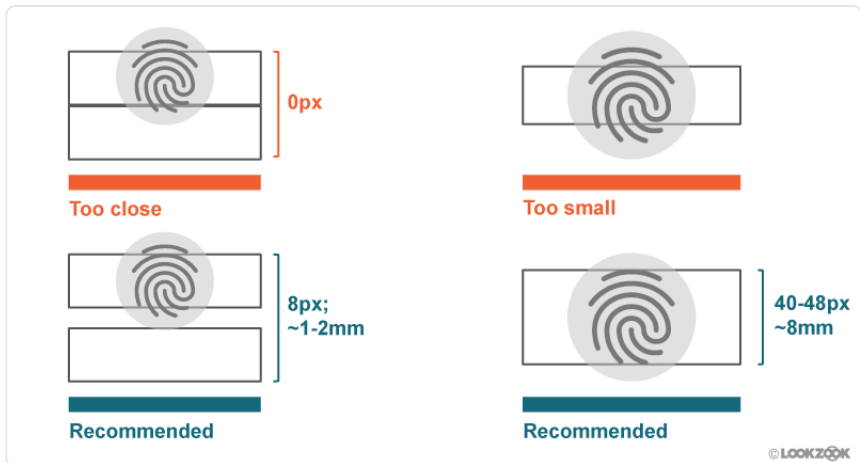 0px
Too close
Too small
8px;
~1-2mm
Recommended
40-48px
~8mm
Recommended
© LOOKZOOK